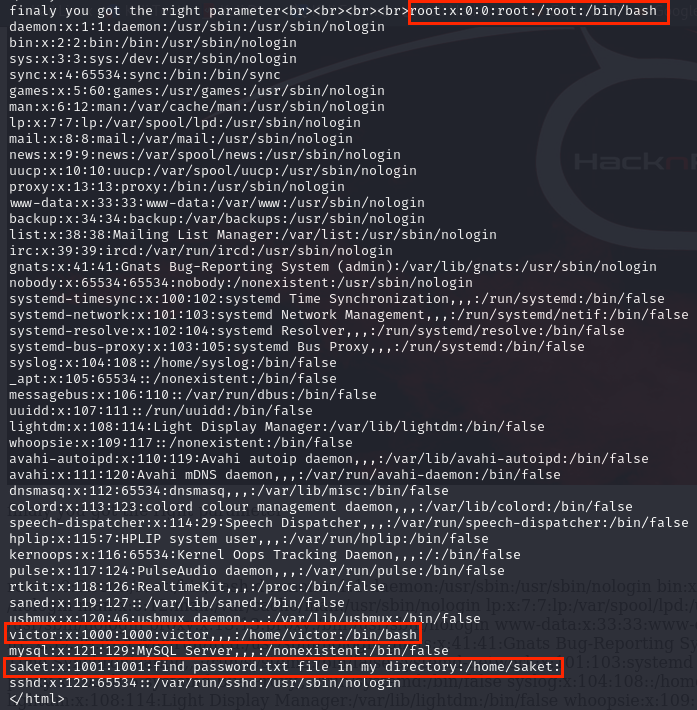 finaly you got the right parameter<br><br><br><br>root:x:0:0:root:/root:/bin/bash
daemon:x:1:1:daemon:/usr/sbin:/usr/sbin/nologin
bin:x:2:2:bin:/bin:/usr/sbin/nologin
sys:x:3:3:sys:/dev:/usr/sbin/nologin
sync:x:4:65534:sync:/bin:/bin/sync
games:x:5:60:games:/usr/games:/usr/sbin/nologin
man:x:6:12:man:/var/cache/man:/usr/sbin/nologin
lp:x:7:7:lp:/var/spool/lpd:/usr/sbin/nologin
mail:x:8:8:mail:/var/mail:/usr/sbin/nologin
news:x:9:9:news:/var/spool/news:/usr/sbin/nologin
uucp:x:10:10:uucp:/var/spool/uucp:/usr/sbin/nologin
proxy:x:13:13:proxy:/bin:/usr/sbin/nologin
www-data:x:33:33:www-data:/var/www:/usr/sbin/nologin
backup:x:34:34:backup:/var/backups:/usr/sbin/nologin
list:x:38:38:Mailing List Manager:/var/list:/usr/sbin/nologin
irc:x:39:39:ircd:/var/run/ircd:/usr/sbin/nologin
gnats:x:41:41:Gnats Bug-Reporting System (admin):/var/lib/gnats:/usr/sbin/nologin
nobody:x:65534:65534:nobody:/nonexistent:/usr/sbin/nologin
systemd-timesync:x:100:102:systemd Time Synchronization,,,:/run/systemd:/bin/false
systemd-network:x:101:103:systemd Network Management,,,:/run/systemd/netif:/bin/false
systemd-resolve:x:102:104:systemd Resolver,,,:/run/systemd/resolve:/bin/false
systemd-bus-proxy:x:103:105:systemd Bus Proxy,,,:/run/systemd:/bin/false
syslog:x:104:108::/home/syslog:/bin/false
_apt:x:105:65534::/nonexistent:/bin/false
messagebus:x:106:110::/var/run/dbus:/bin/false
uuidd:x:107:111::/run/uuidd:/bin/false
lightdm:x:108:114:Light Display Manager:/var/lib/lightdm:/bin/false
whoopsie:x:109:117::/nonexistent:/bin/false
avahi-autoipd:x:110:119:Avahi autoip daemon,,,:/var/lib/avahi-autoipd:/bin/false
avahi:x:111:120:Avahi mDNS daemon,,,:/var/run/avahi-daemon:/bin/false
dnsmasq:x:112:65534:dnsmasq,,,:/var/lib/misc:/bin/false
colord:x:113:123:colord colour management daemon,,,:/var/lib/colord:/bin/false
speech-dispatcher:x:114:29:Speech Dispatcher,,,:/var/run/speech-dispatcher:/bin/false
hplip:x:115:7:HPLIP system user,,,:/var/run/hplip:/bin/false
kernoops:x:116:65534:Kernel Oops Tracking Daemon,,,:/:/bin/false
pulse:x:117:124:PulseAudio daemon,,,:/var/run/pulse:/bin/false
rtkit:x:118:126:RealtimeKit,,,:/proc:/bin/false
saned:x:119:127::/var/lib/saned:/bin/false
usbmux:x:120:46:usbmux daemon,,,:/var/lib/usbmux:/bin/false
victor:x:1000:1000:victor,,,:/home/victor:/bin/bash
mysql:x:121:129:MySQL Server,,,:/nonexistent:/bin/false
saket:x:1001:1001:find password.txt file in my directory:/home/saket:
sshd:x:122:65534::/var/run/sshd:/usr/sbin/nologin
</html>